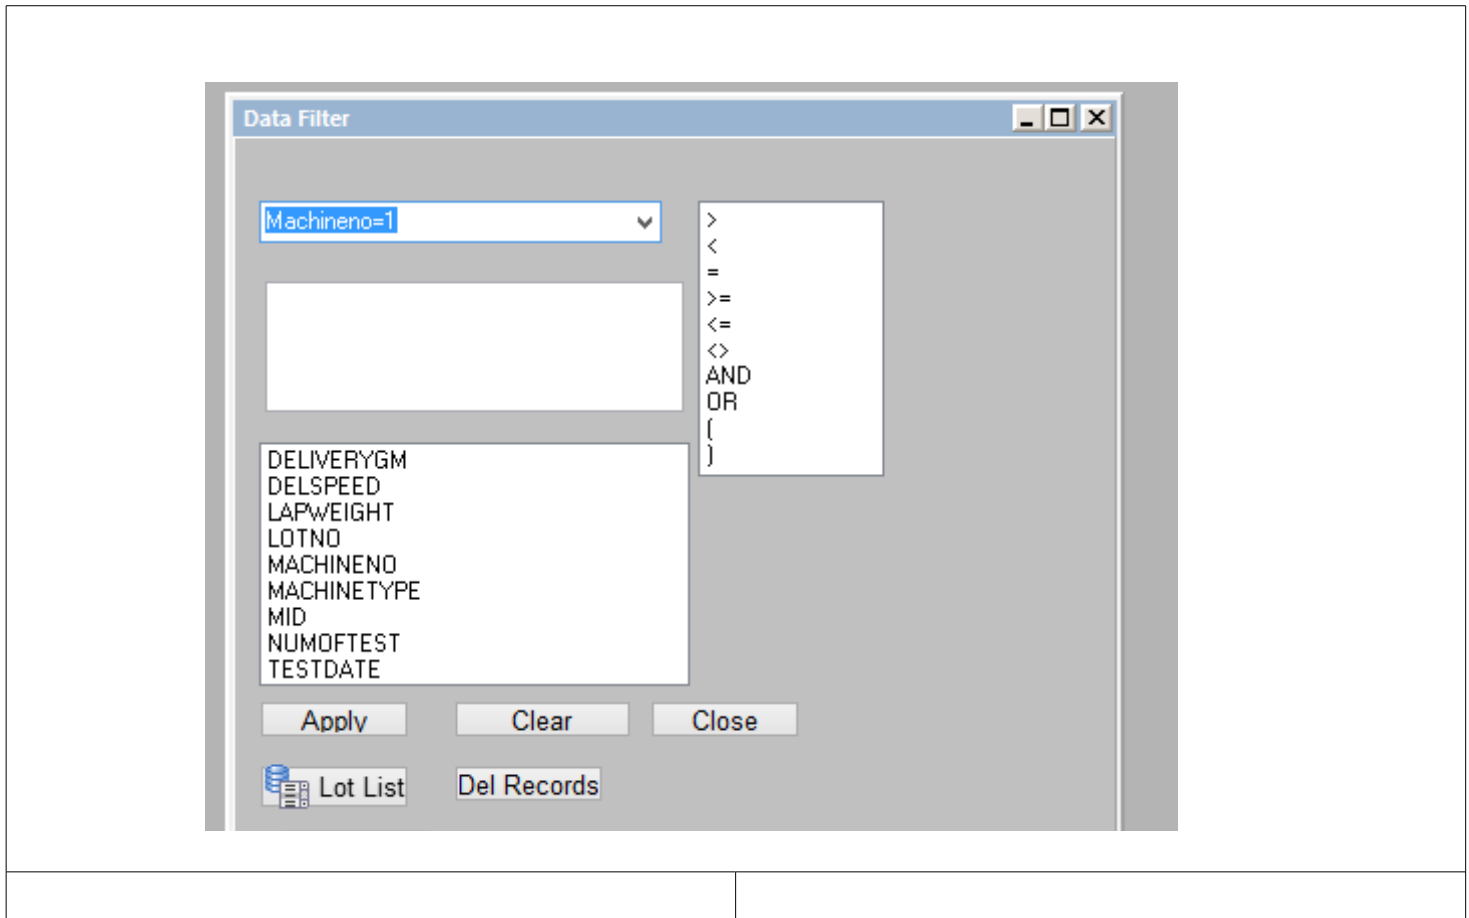 Data Filter
Machineno=1
>
<
=
>=
<=
<>
AND
OR
(
)
DELIVERYGM
DELSPEED
LAPWEIGHT
LOTNO
MACHINENO
MACHINETYPE
MID
NUMOFTEST
TESTDATE
Apply Clear Close
Lot List Del Records